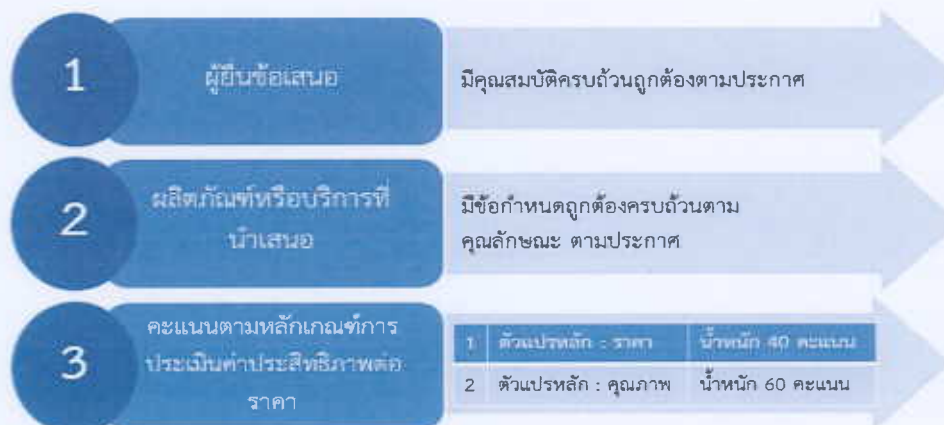 1
ผู้ยื่นข้อเสนอ
มีคุณสมบัติครบถ้วนถูกต้องตามประกาศ
2
ผลิตภัณฑ์หรือบริการที่
นำเสนอ
มีข้อกำหนดถูกต้องครบถ้วนตาม
คุณลักษณะ ตามประกาศ
3
คะแนนตามหลักเกณฑ์การ
ประเมินค่าประสิทธิภาพต่อ
ราคา
1 ตัวแปรหลัก : ราคา น้ำหนัก 40 คะแนน
2 ตัวแปรหลัก : คุณภาพ น้ำหนัก 60 คะแนน